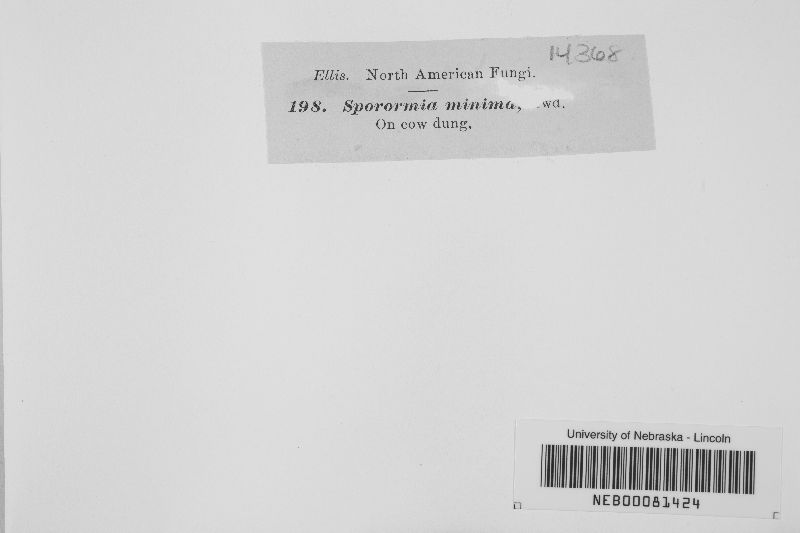 14368
Ellis. North American Fungi.
198. Sporormia minima,
On cow dung.
University of Nebraska - Lincoln
NEB00081424